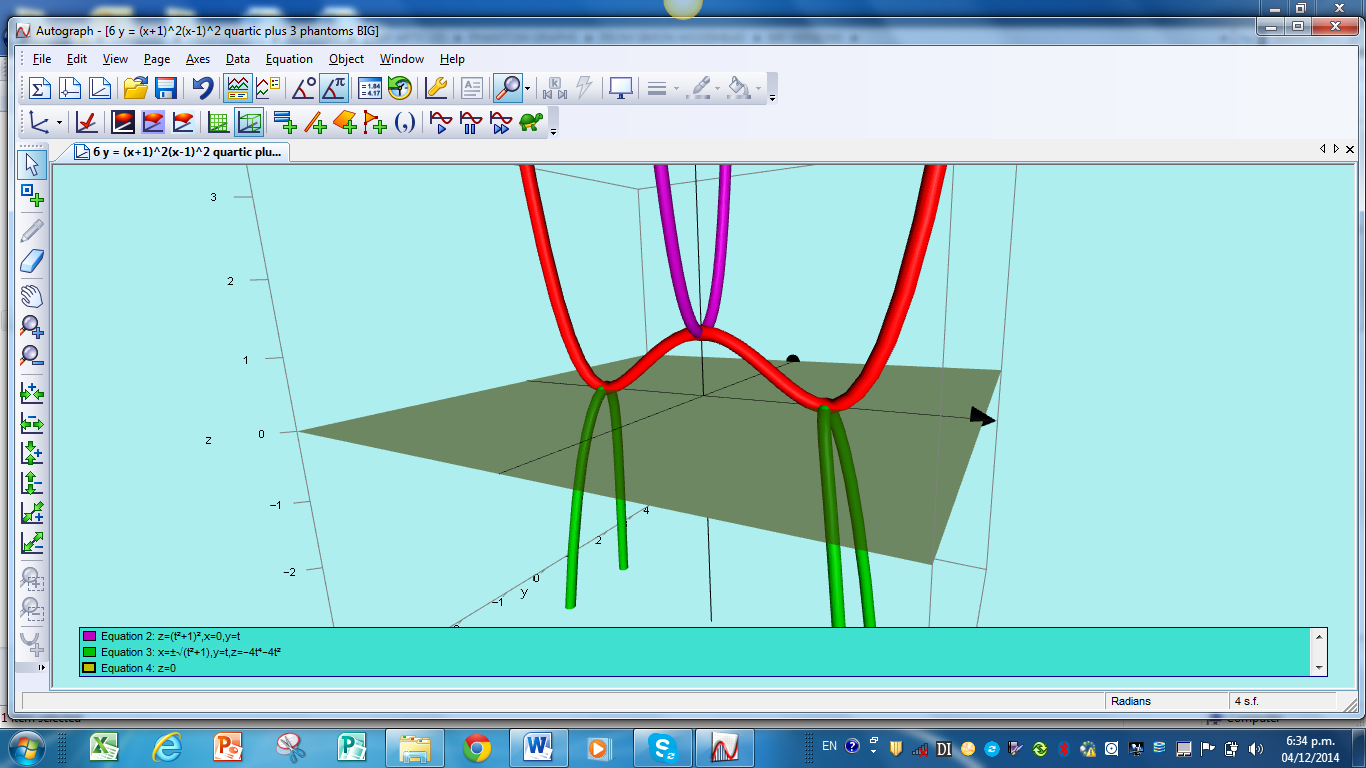 Autograph - [6 y = (x+1)^2(x-1)^2 quartic plus 3 phantoms BIG]
File Edit View Page Axes Data Equation Object Window Help
6 y = (x+1)^2(x-1)^2 quartic plu...
3
2
1
z 0
−1
−2
4
2
0
y
−1
Equation 2: z=(t²+1)²,x=0,y=t
Equation 3: x=±√(t²+1),y=t,z=−4t⁴−4t²
Equation 4: z=0
Radians 4 s.f.
EN
DI
6:34 p.m.
04/12/2014